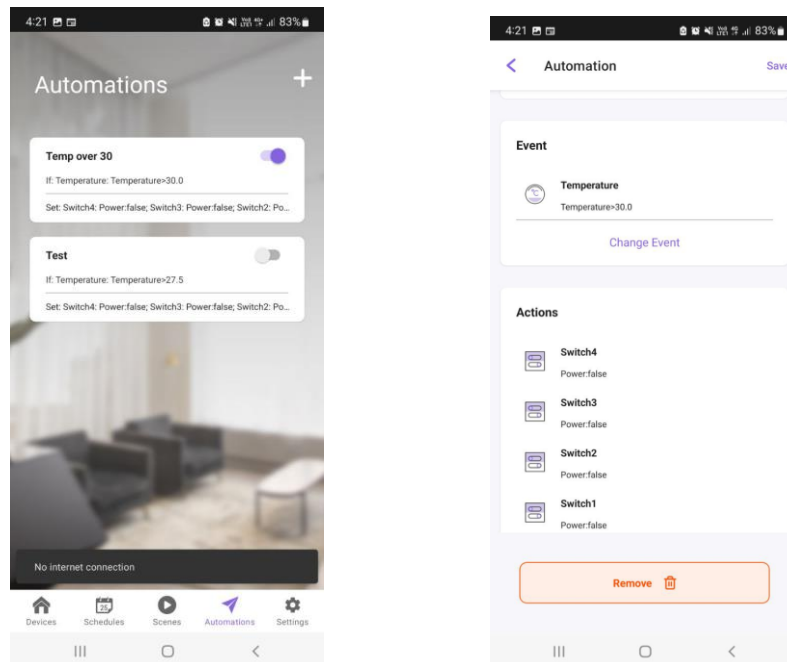 4:21
83%
Automations
+
Temp over 30
If: Temperature: Temperature>30.0
Set: Switch4: Power:false; Switch3: Power:false; Switch2: Po...
Test
If: Temperature: Temperature>27.5
Set: Switch4: Power:false; Switch3: Power:false; Switch2: Po...
No internet connection
25
Devices
Schedules
Scenes
Automations
Settings
4:21
83%
Automation
Save
Event
°C
Temperature
Temperature>30.0
Change Event
Actions
Switch4
Power:false
Switch3
Power:false
Switch2
Power:false
Switch1
Power:false
Remove